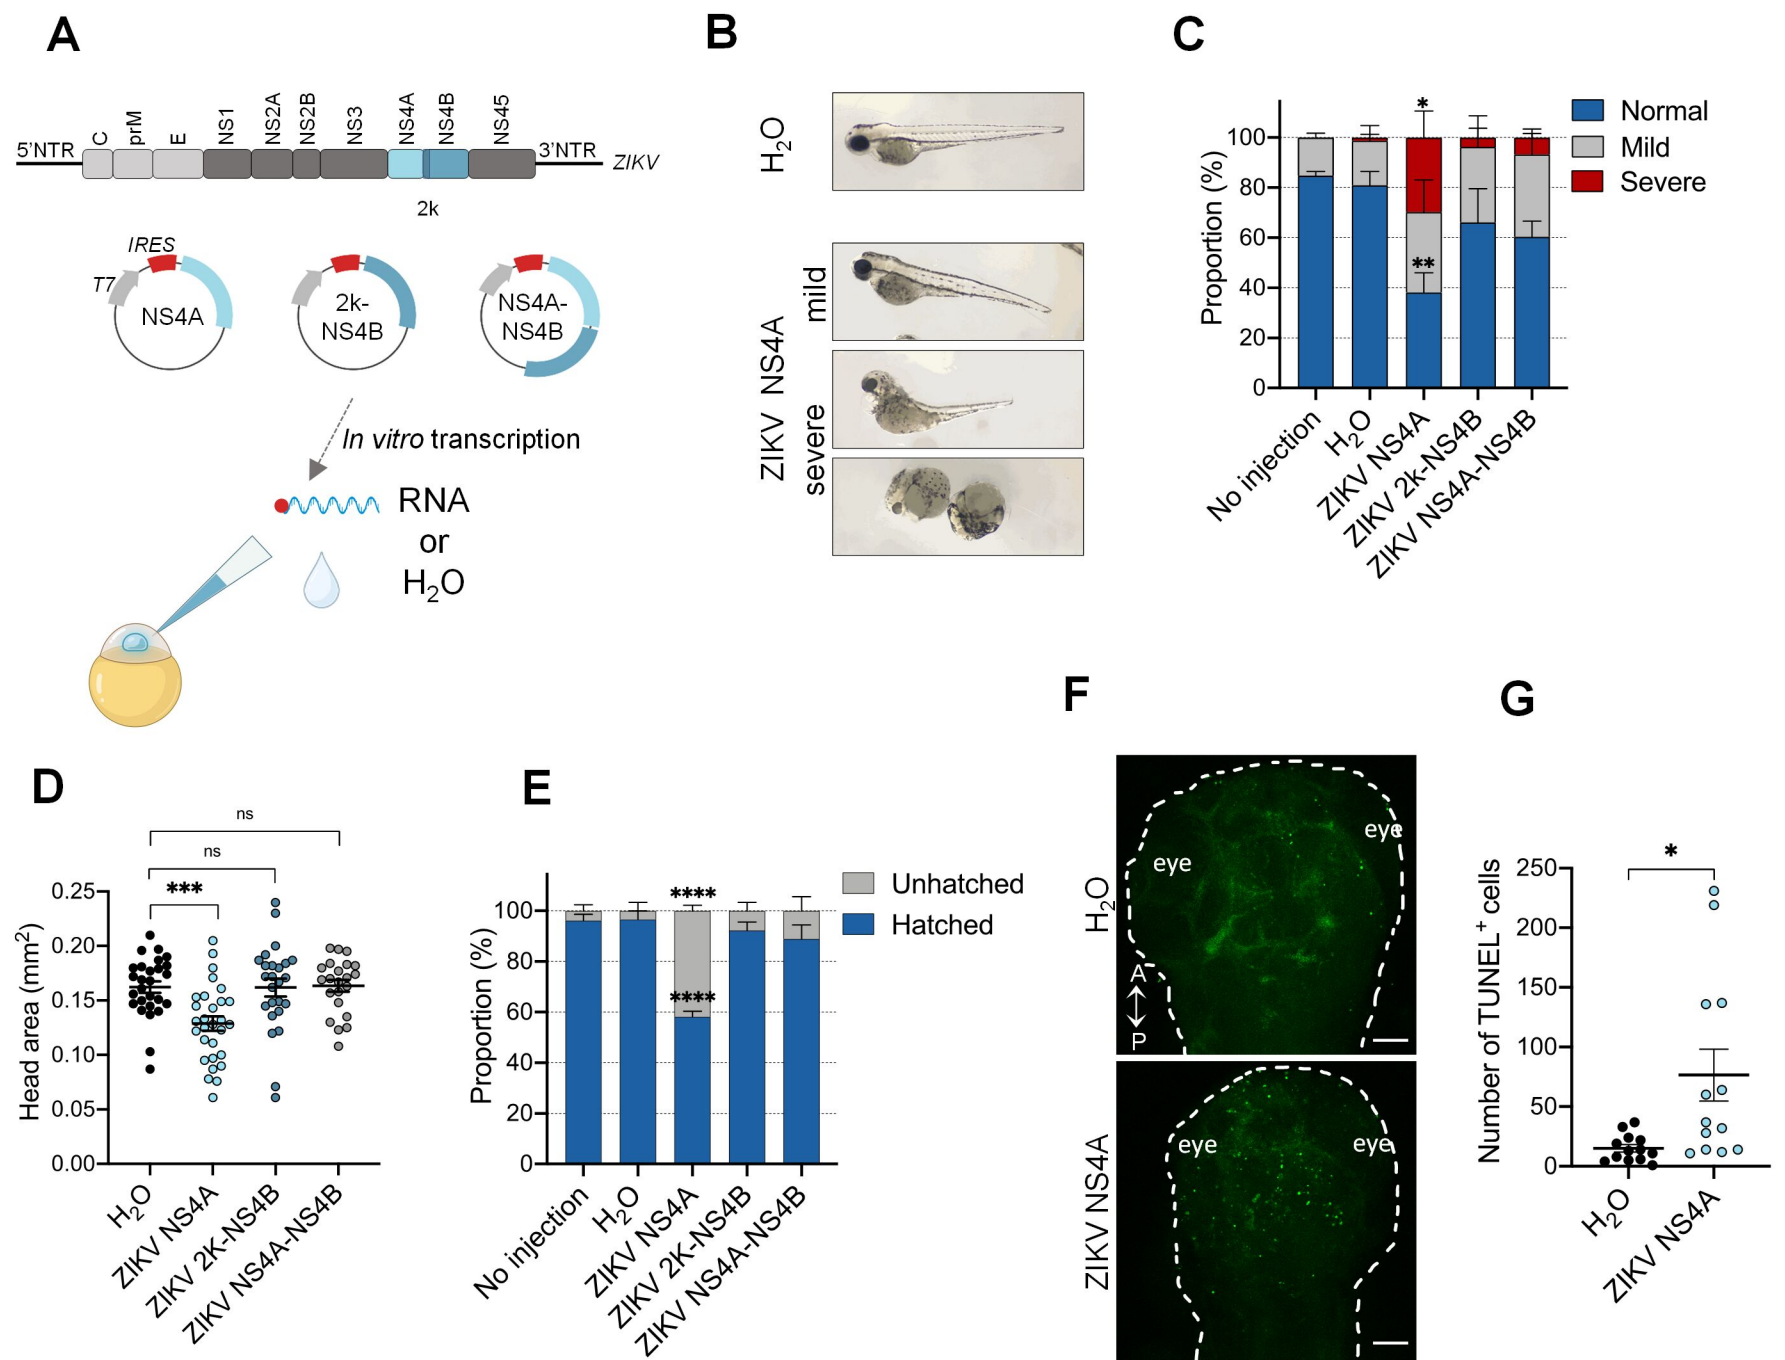 A
5'NTR
C
prM
E
NS1
NS2A
NS2B
NS3
NS4A
NS4B
NS45
3'NTR
ZIKV
2k
IRES
T7
NS4A
2k-
NS4B
NS4A-
NS4B
In vitro transcription
RNA
or
H2O
B
H2O
ZIKV NS4A
mild
severe
C
Proportion (%)
100
80
60
40
20
0
*
**
Normal
Mild
Severe
No injection
H2O
ZIKV NS4A
ZIKV 2k-NS4B
ZIKV NS4A-NS4B
D
Head area (mm2)
0.25
0.20
0.15
0.10
0.05
0.00
ns
ns
***
H2O
ZIKV NS4A
ZIKV 2K-NS4B
ZIKV NS4A-NS4B
E
Proportion (%)
100
80
60
40
20
0
****
****
Unhatched
Hatched
No injection
H2O
ZIKV NS4A
ZIKV 2K-NS4B
ZIKV NS4A-NS4B
F
H2O
eye
eye
A
P
ZIKV NS4A
eye
eye
G
Number of TUNEL+ cells
250
200
150
100
50
0
*
H2O
ZIKV NS4A